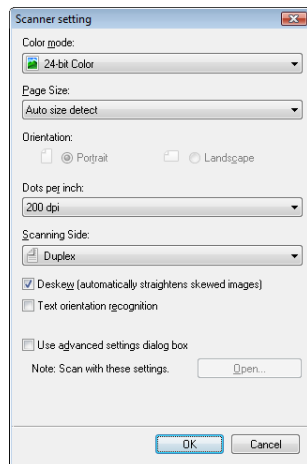 Scanner setting
Color mode:
24-bit Color
Page Size:
Auto size detect
Orientation:
Portrait Landscape
Dots per inch:
200 dpi
Scanning Side:
Duplex
Deskew (automatically straightens skewed images)
Text orientation recognition
Use advanced settings dialog box
Note: Scan with these settings. Open...
OK Cancel